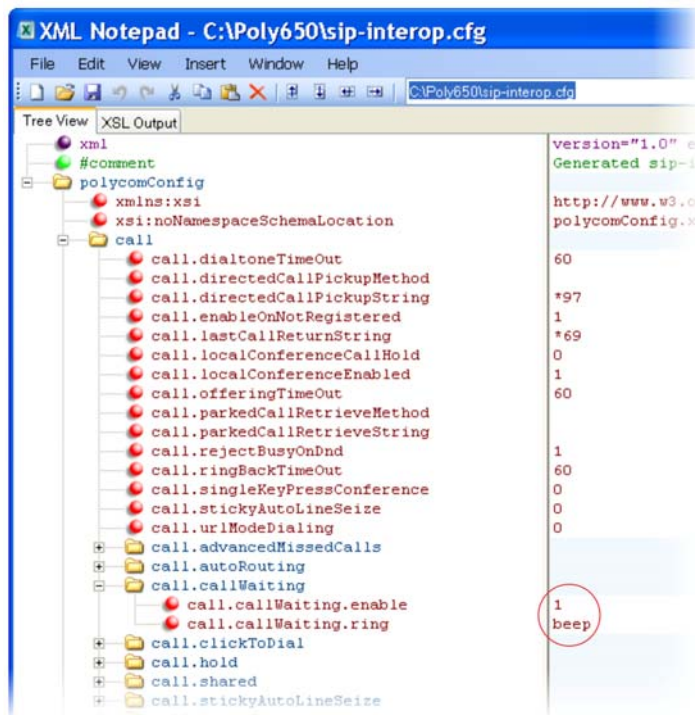 XML Notepad - C:\Poly650\sip-interop.cfg
File Edit View Insert Window Help
C:\Poly650\sip-interop.cfg
Tree View XSL Output
xml version="1.0" e
#comment Generated sip-i
polycomConfig
xmlns:xsi http://www.w3.o
xsi:noNamespaceSchemaLocation polycomConfig.x
call
call.dialtoneTimeOut 60
call.directedCallPickupMethod
call.directedCallPickupString *97
call.enableOnNotRegistered 1
call.lastCallReturnString *69
call.localConferenceCallHold 0
call.localConferenceEnabled 1
call.offeringTimeOut 60
call.parkedCallRetrieveMethod
call.parkedCallRetrieveString
call.rejectBusyOnDnd 1
call.ringBackTimeOut 60
call.singleKeyPressConference 0
call.stickyAutoLineSeize 0
call.urlModeDialing 0
call.advancedMissedCalls
call.autoRouting
call.callWaiting
call.callWaiting.enable 1
call.callWaiting.ring beep
call.clickToDial
call.hold
call.shared
call.stickyAutoLineSeize